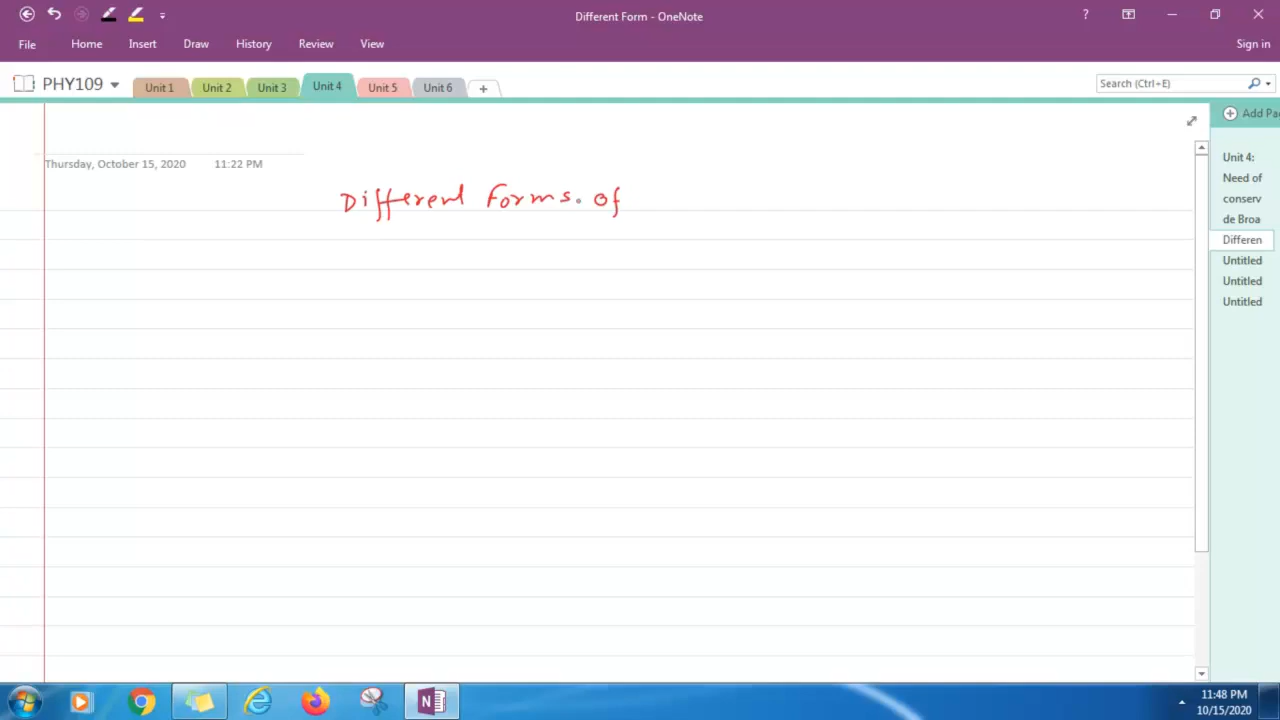 Different Form - OneNote
?
File Home Insert Draw History Review View Sign in
PHY109 Unit 1 Unit 2 Unit 3 Unit 4 Unit 5 Unit 6 + Search (Ctrl+E)
Add Pa
Thursday, October 15, 2020 11:22 PM
Different Forms. of
Unit 4:
Need of
conserv
de Broa
Differen
Untitled
Untitled
Untitled
11:48 PM
10/15/2020